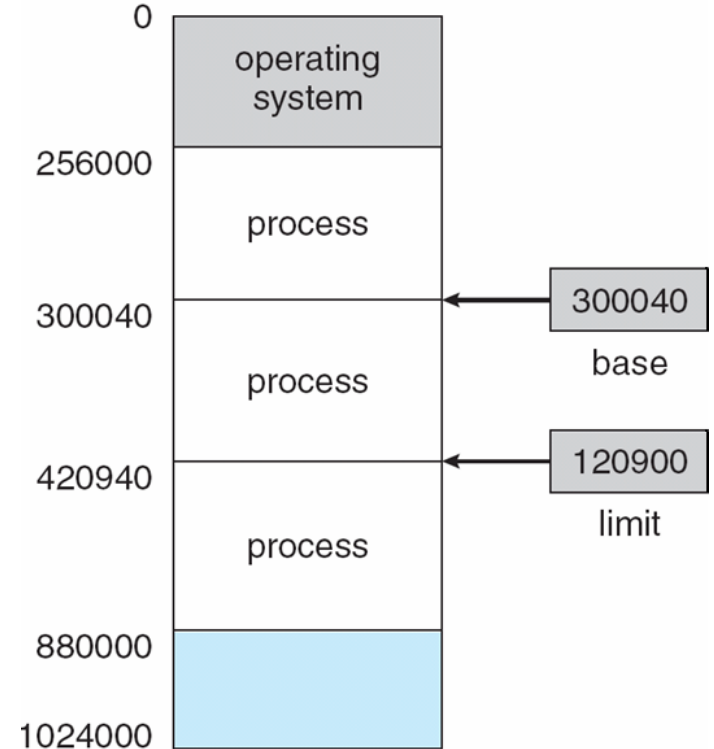 0
operating
system
256000
process
300040
300040
base
process
420940
120900
limit
process
880000
1024000